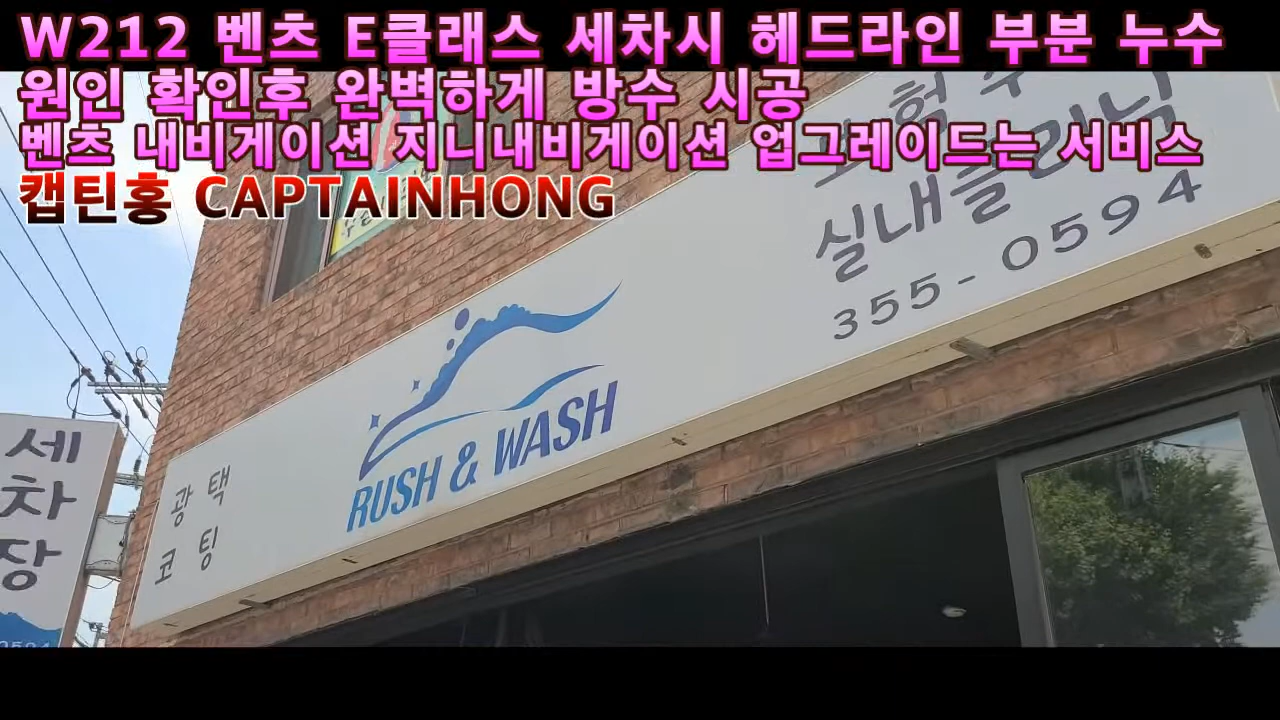 W212 벤츠 E클래스 세차시 헤드라인 부분 누수
원인 확인후 완벽하게 방수 시공
벤츠 내비게이션 지니내비게이션 업그레이드는 서비스
캡틴홍 CAPTAINHONG
실내클리닝
355-0594
RUSH & WASH
광택
코팅
세차장